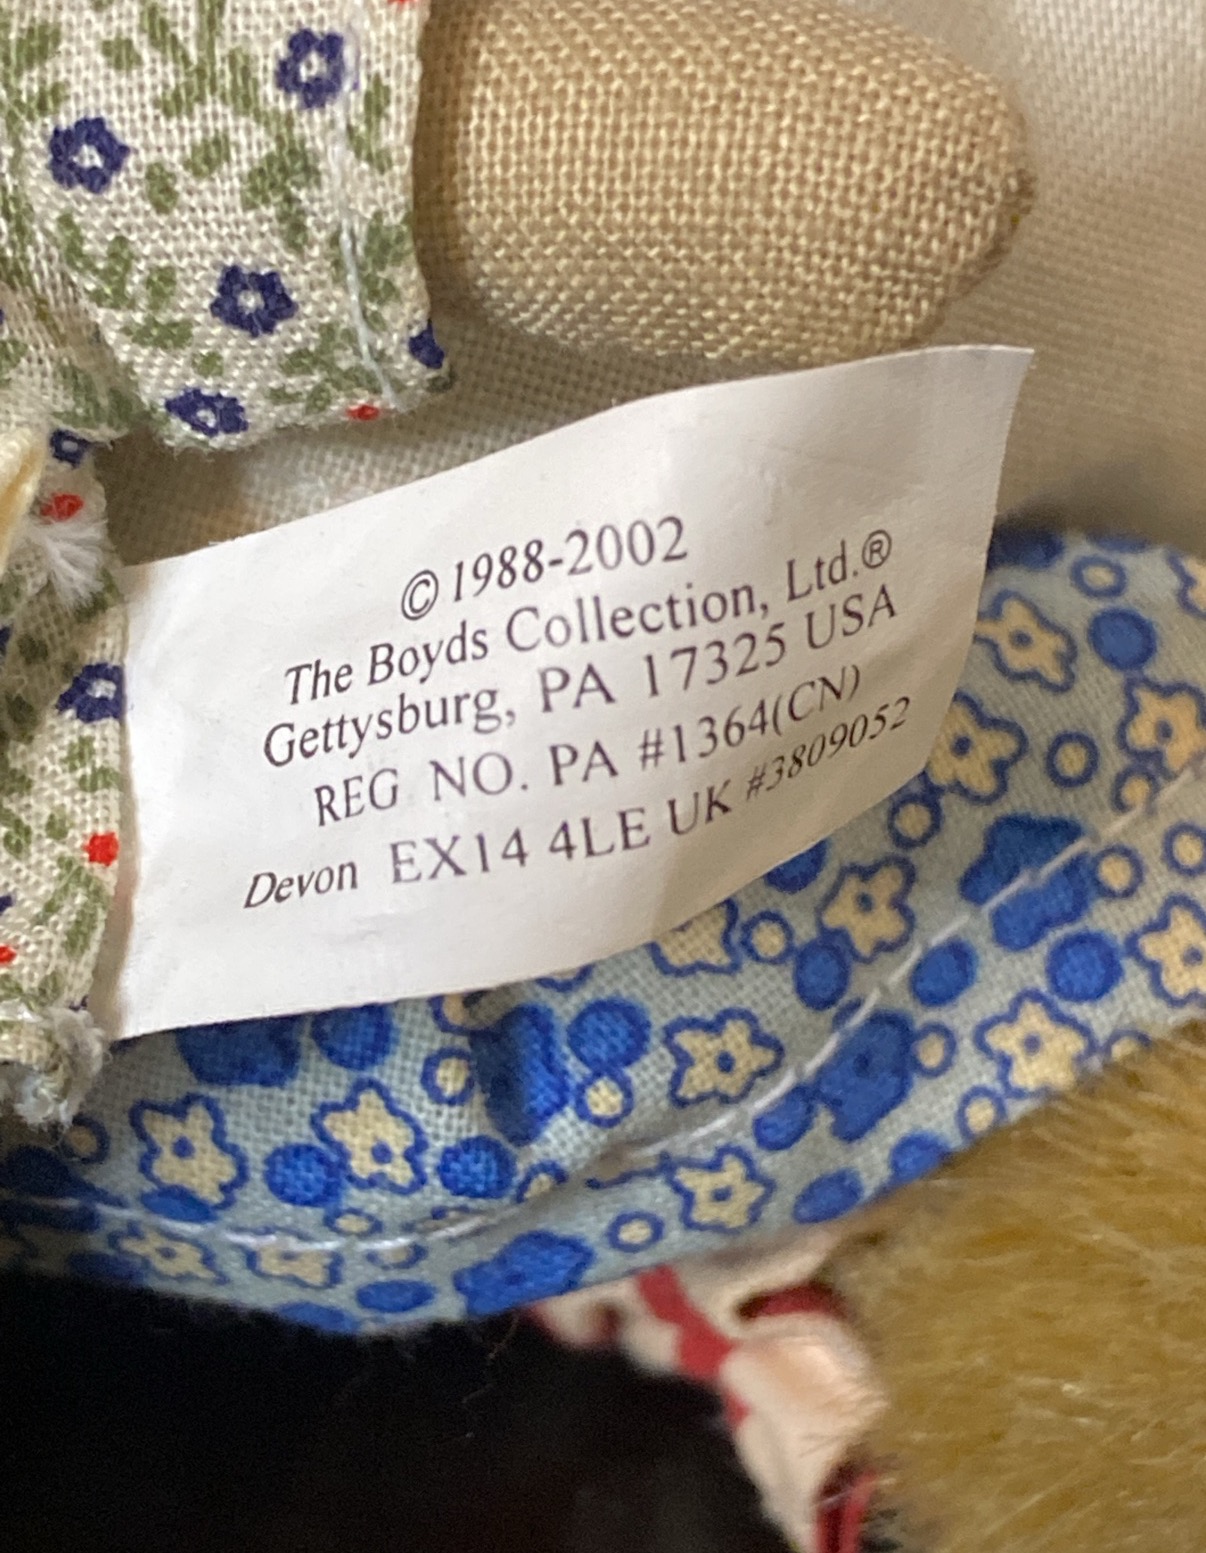 ©1988-2002
The Boyds Collection, Ltd.®
Gettysburg, PA 17325 USA
REG NO. PA #1364(CN)
Devon EX14 4LE UK #3809052